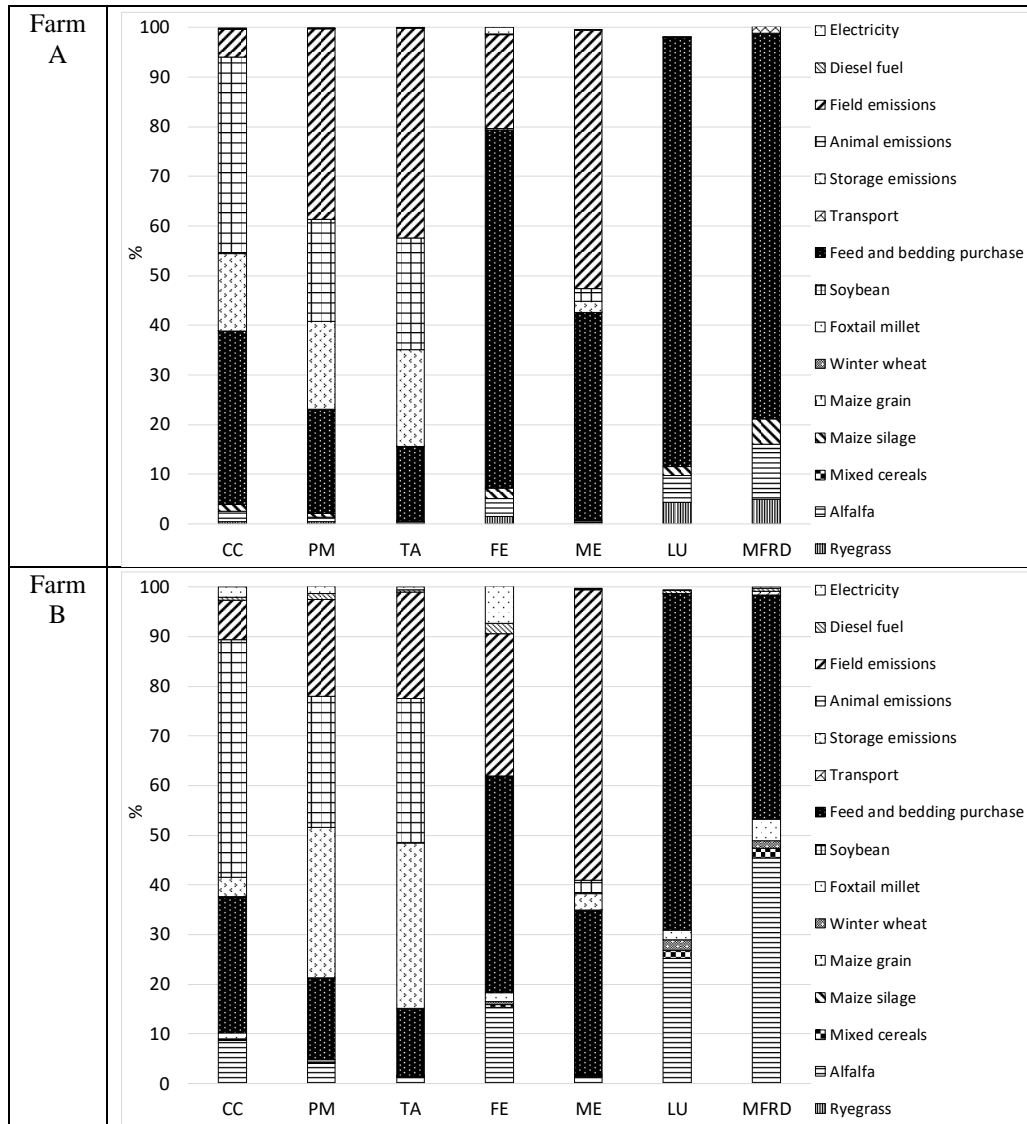 Farm
A
100
90
80
70
60
50
40
30
20
10
0
%
CC PM TA FE ME LU MFRD
Electricity
Diesel fuel
Field emissions
Animal emissions
Storage emissions
Transport
Feed and bedding purchase
Soybean
Foxtail millet
Winter wheat
Maize grain
Maize silage
Mixed cereals
Alfalfa
Ryegrass
Farm
B
100
90
80
70
60
50
40
30
20
10
0
%
CC PM TA FE ME LU MFRD
Electricity
Diesel fuel
Field emissions
Animal emissions
Storage emissions
Transport
Feed and bedding purchase
Soybean
Foxtail millet
Winter wheat
Maize grain
Maize silage
Mixed cereals
Alfalfa
Ryegrass